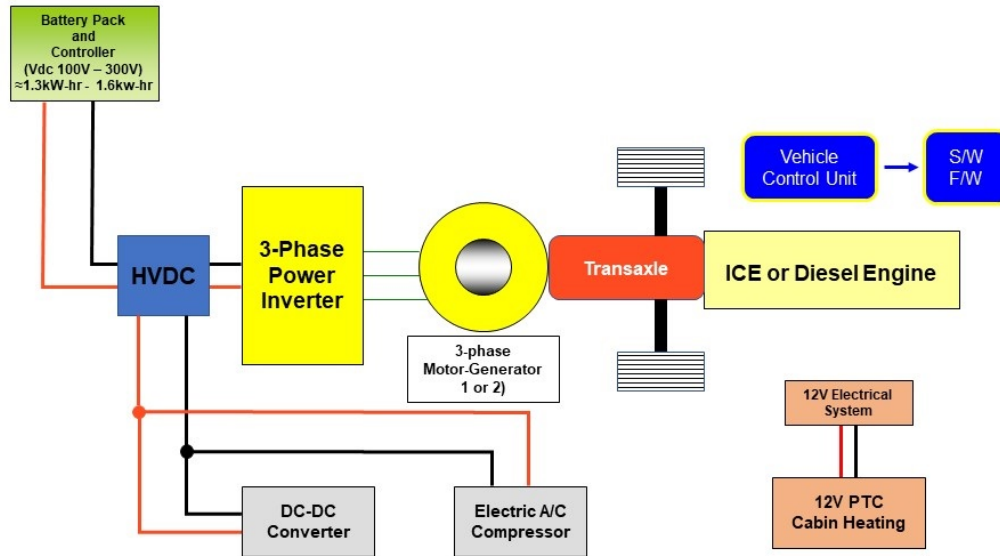 Battery Pack
and
Controller
(Vdc 100V – 300V)
≈1.3kW-hr - 1.6kw-hr
Vehicle
Control Unit
S/W
F/W
HVDC
3-Phase
Power
Inverter
Transaxle
ICE or Diesel Engine
3-phase
Motor-Generator
1 or 2)
12V Electrical
System
DC-DC
Converter
Electric A/C
Compressor
12V PTC
Cabin Heating